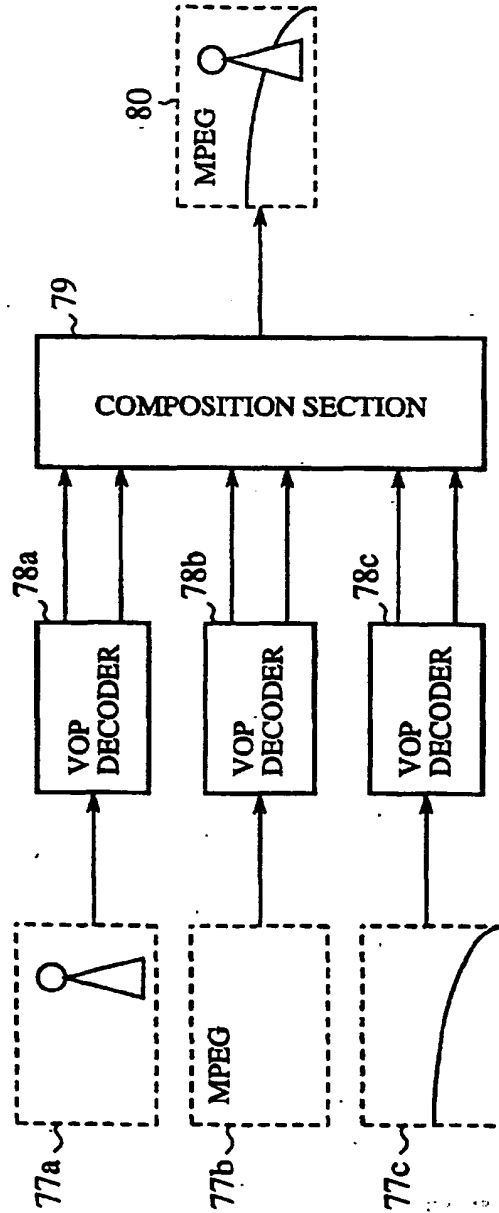 77a
78a
VOP
DECODER
77b
MPEG
78b
VOP
DECODER
77c
78c
VOP
DECODER
79
COMPOSITION SECTION
80
MPEG